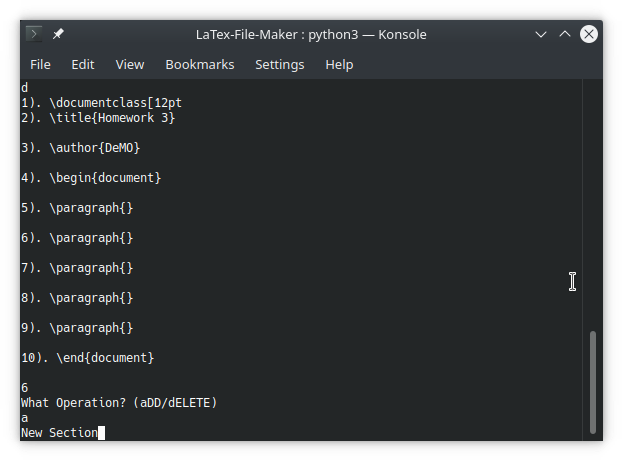 LaTex-File-Maker : python3 — Konsole
File Edit View Bookmarks Settings Help
d
1). \documentclass[12pt
2). \title{Homework 3}
3). \author{DeMO}
4). \begin{document}
5). \paragraph{}
6). \paragraph{}
7). \paragraph{}
8). \paragraph{}
9). \paragraph{}
10). \end{document}
6
What Operation? (aDD/dELETE)
a
New Section